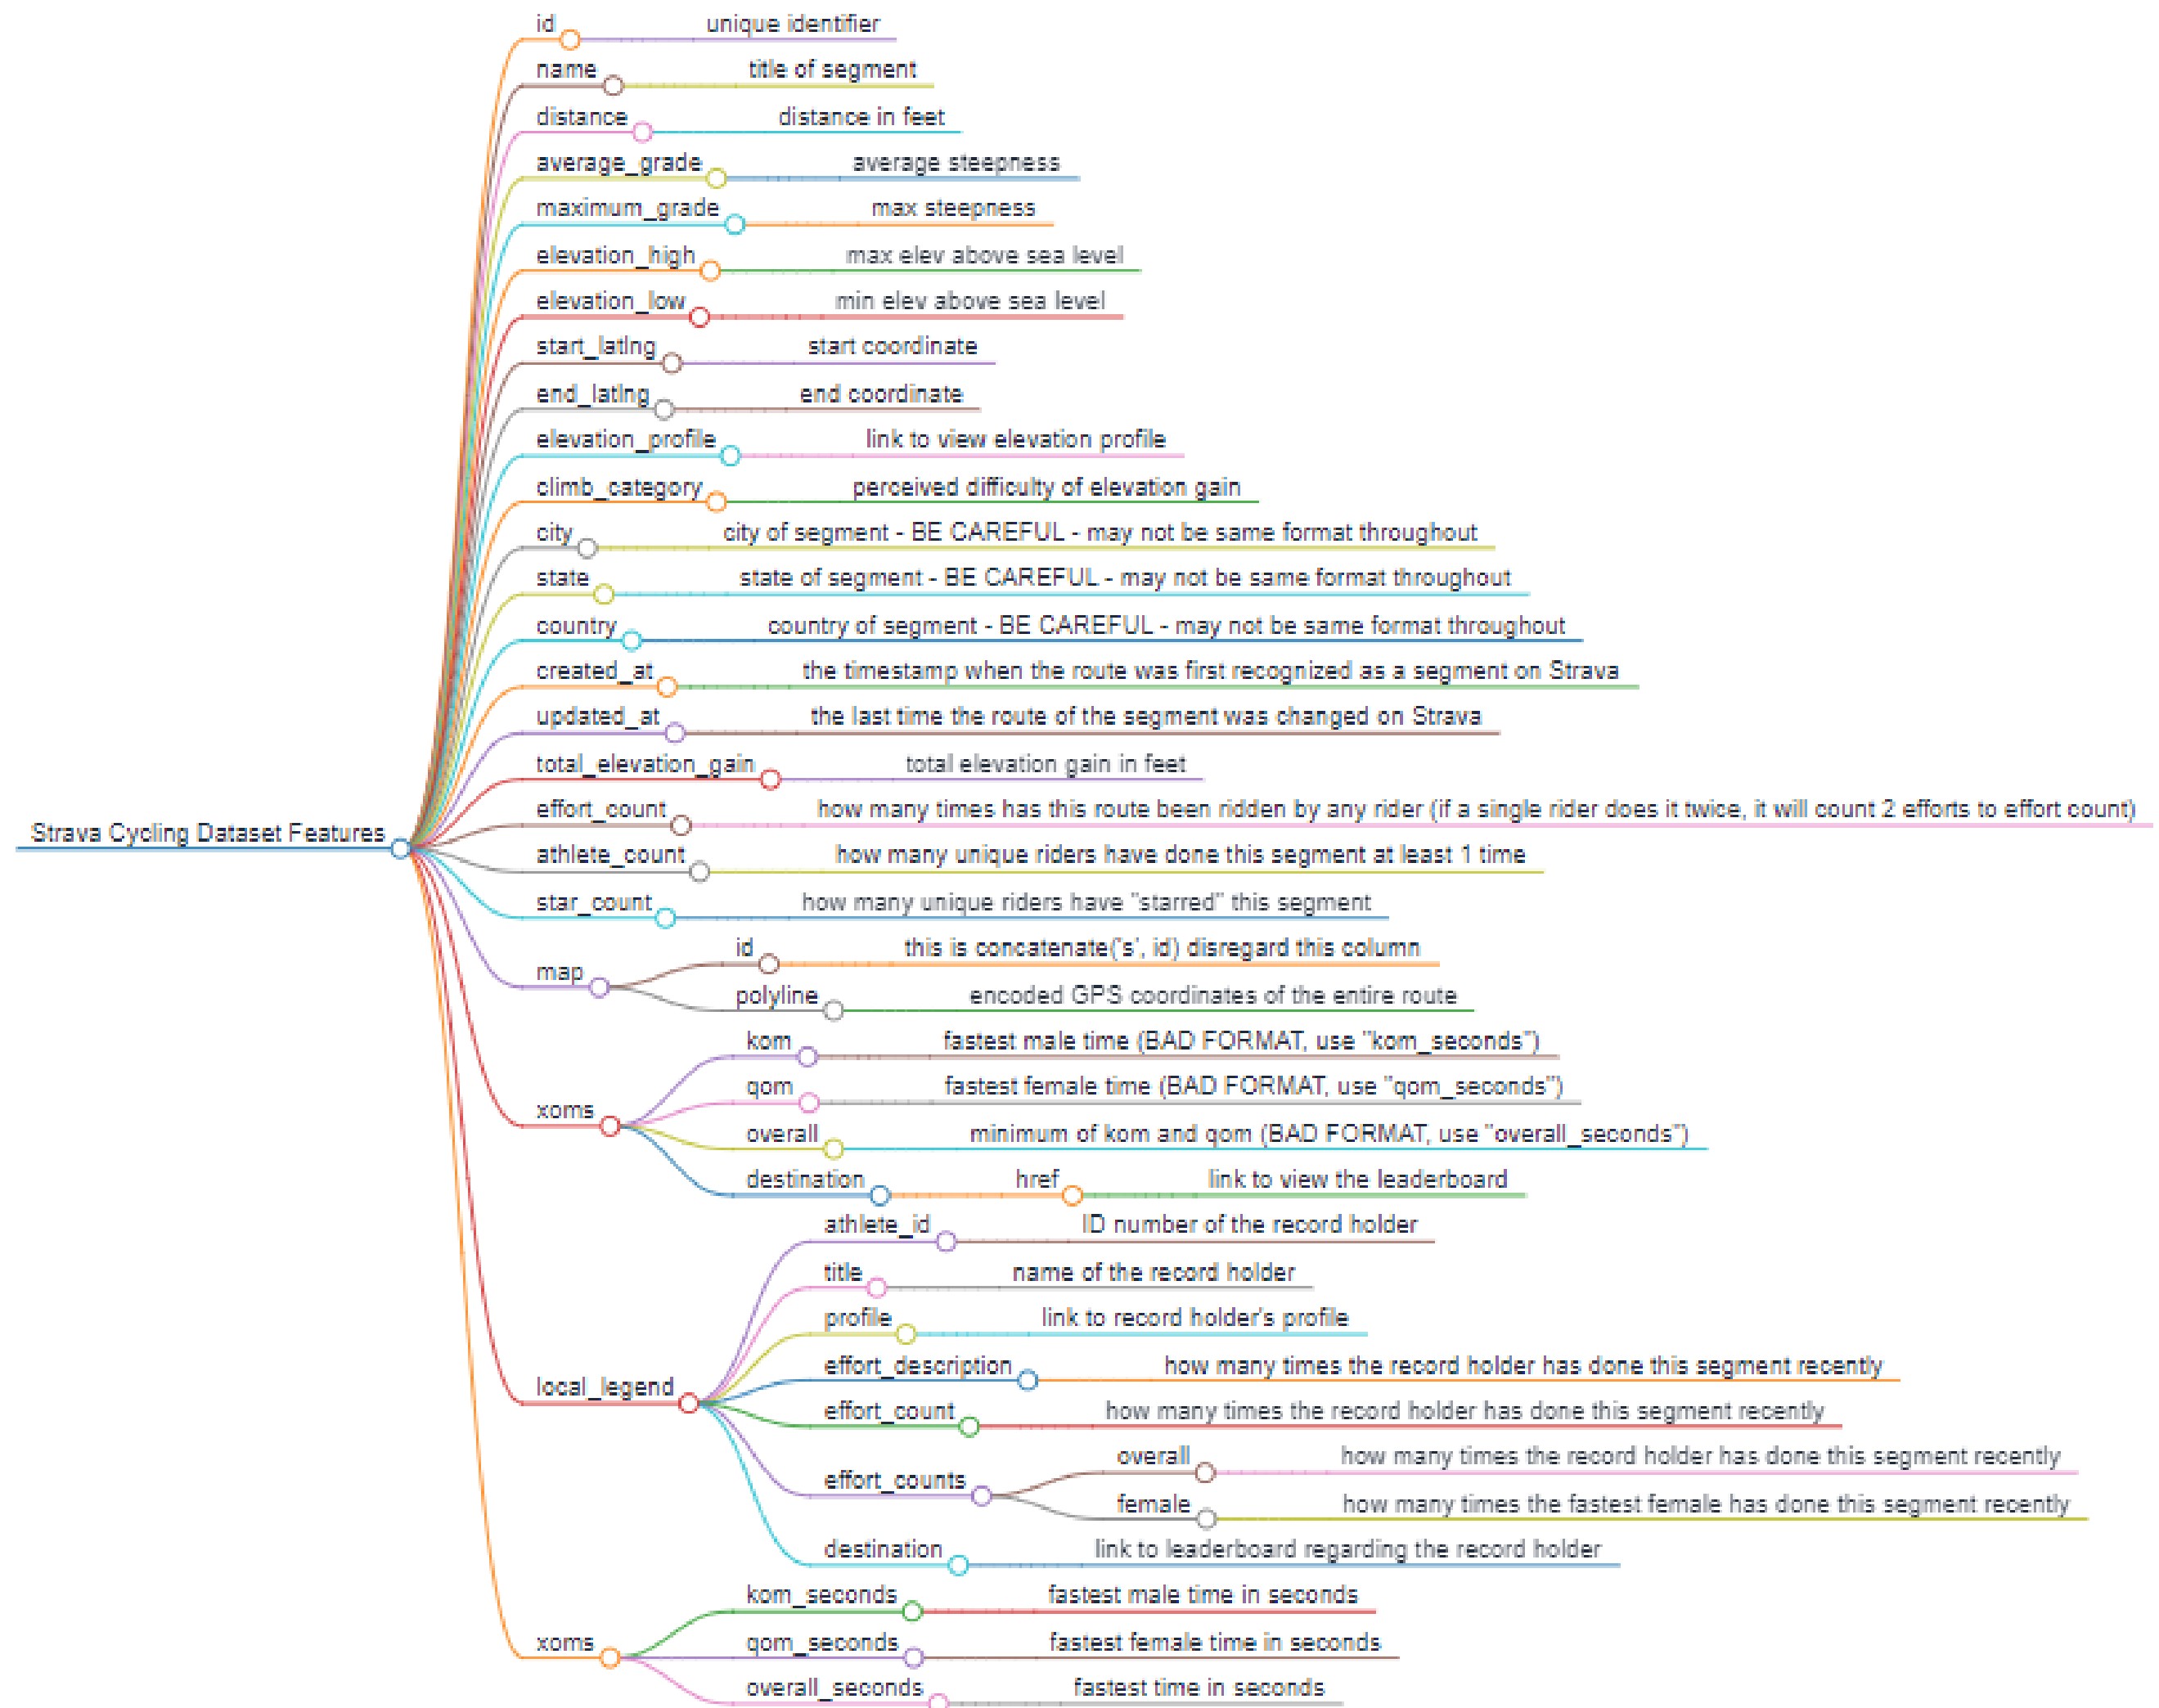 id unique identifier
name title of segment
distance distance in feet
average_grade average steepness
maximum_grade max steepness
elevation_high max elev above sea level
elevation_low min elev above sea level
start_latlng start coordinate
end_latlng end coordinate
elevation_profile link to view elevation profile
climb_category perceived difficulty of elevation gain
city city of segment - BE CAREFUL - may not be same format throughout
state state of segment - BE CAREFUL - may not be same format throughout
country country of segment - BE CAREFUL - may not be same format throughout
created_at the timestamp when the route was first recognized as a segment on Strava
updated_at the last time the route of the segment was changed on Strava
total_elevation_gain total elevation gain in feet
effort_count how many times has this route been ridden by any rider (if a single rider does it twice, it will count 2 efforts to effort count)
Strava Cycling Dataset Features
athlete_count how many unique riders have done this segment at least 1 time
star_count how many unique riders have "starred" this segment
map
id this is concatenate('s', id) disregard this column
polyline encoded GPS coordinates of the entire route
xoms
kom fastest male time (BAD FORMAT, use "kom_seconds")
qom fastest female time (BAD FORMAT, use "qom_seconds")
overall minimum of kom and qom (BAD FORMAT, use "overall_seconds")
destination href link to view the leaderboard
local_legend
athlete_id ID number of the record holder
title name of the record holder
profile link to record holder's profile
effort_description how many times the record holder has done this segment recently
effort_count how many times the record holder has done this segment recently
effort_counts
overall how many times the record holder has done this segment recently
female how many times the fastest female has done this segment recently
destination link to leaderboard regarding the record holder
xoms
kom_seconds fastest male time in seconds
qom_seconds fastest female time in seconds
overall_seconds fastest time in seconds